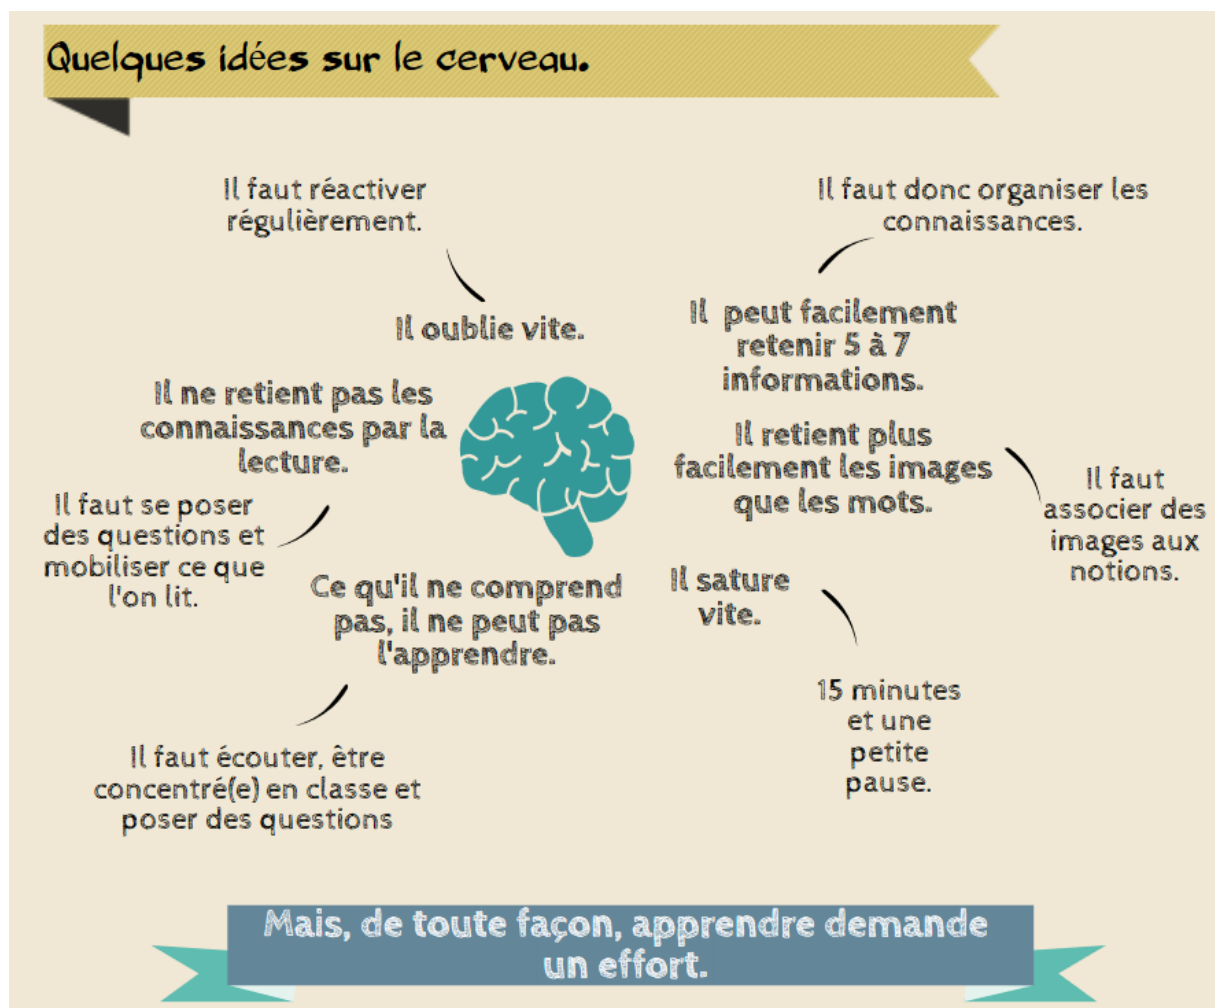 Quelques idées sur le cerveau.
Il faut réactiver
régulièrement.
Il oublie vite.
Il ne retient pas les
connaissances par la
lecture.
Il faut se poser
des questions et
mobiliser ce que
l'on lit.
Ce qu'il ne comprend
pas, il ne peut pas
l'apprendre.
Il faut écouter, être
concentré(e) en classe et
poser des questions
Il faut donc organiser les
connaissances.
Il peut facilement
retenir 5 à 7
informations.
Il retient plus
facilement les images
que les mots.
Il faut
associer des
images aux
notions.
Il sature
vite.
15 minutes
et une
petite
pause.
Mais, de toute façon, apprendre demande
un effort.